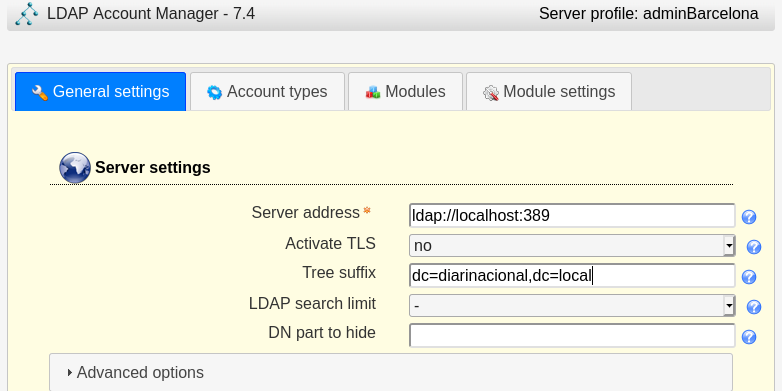 LDAP Account Manager - 7.4 Server profile: adminBarcelona
General settings Account types Modules Module settings
Server settings
Server address* ldap://localhost:389
Activate TLS no
Tree suffix dc=diarinacional,dc=local
LDAP search limit -
DN part to hide
Advanced options